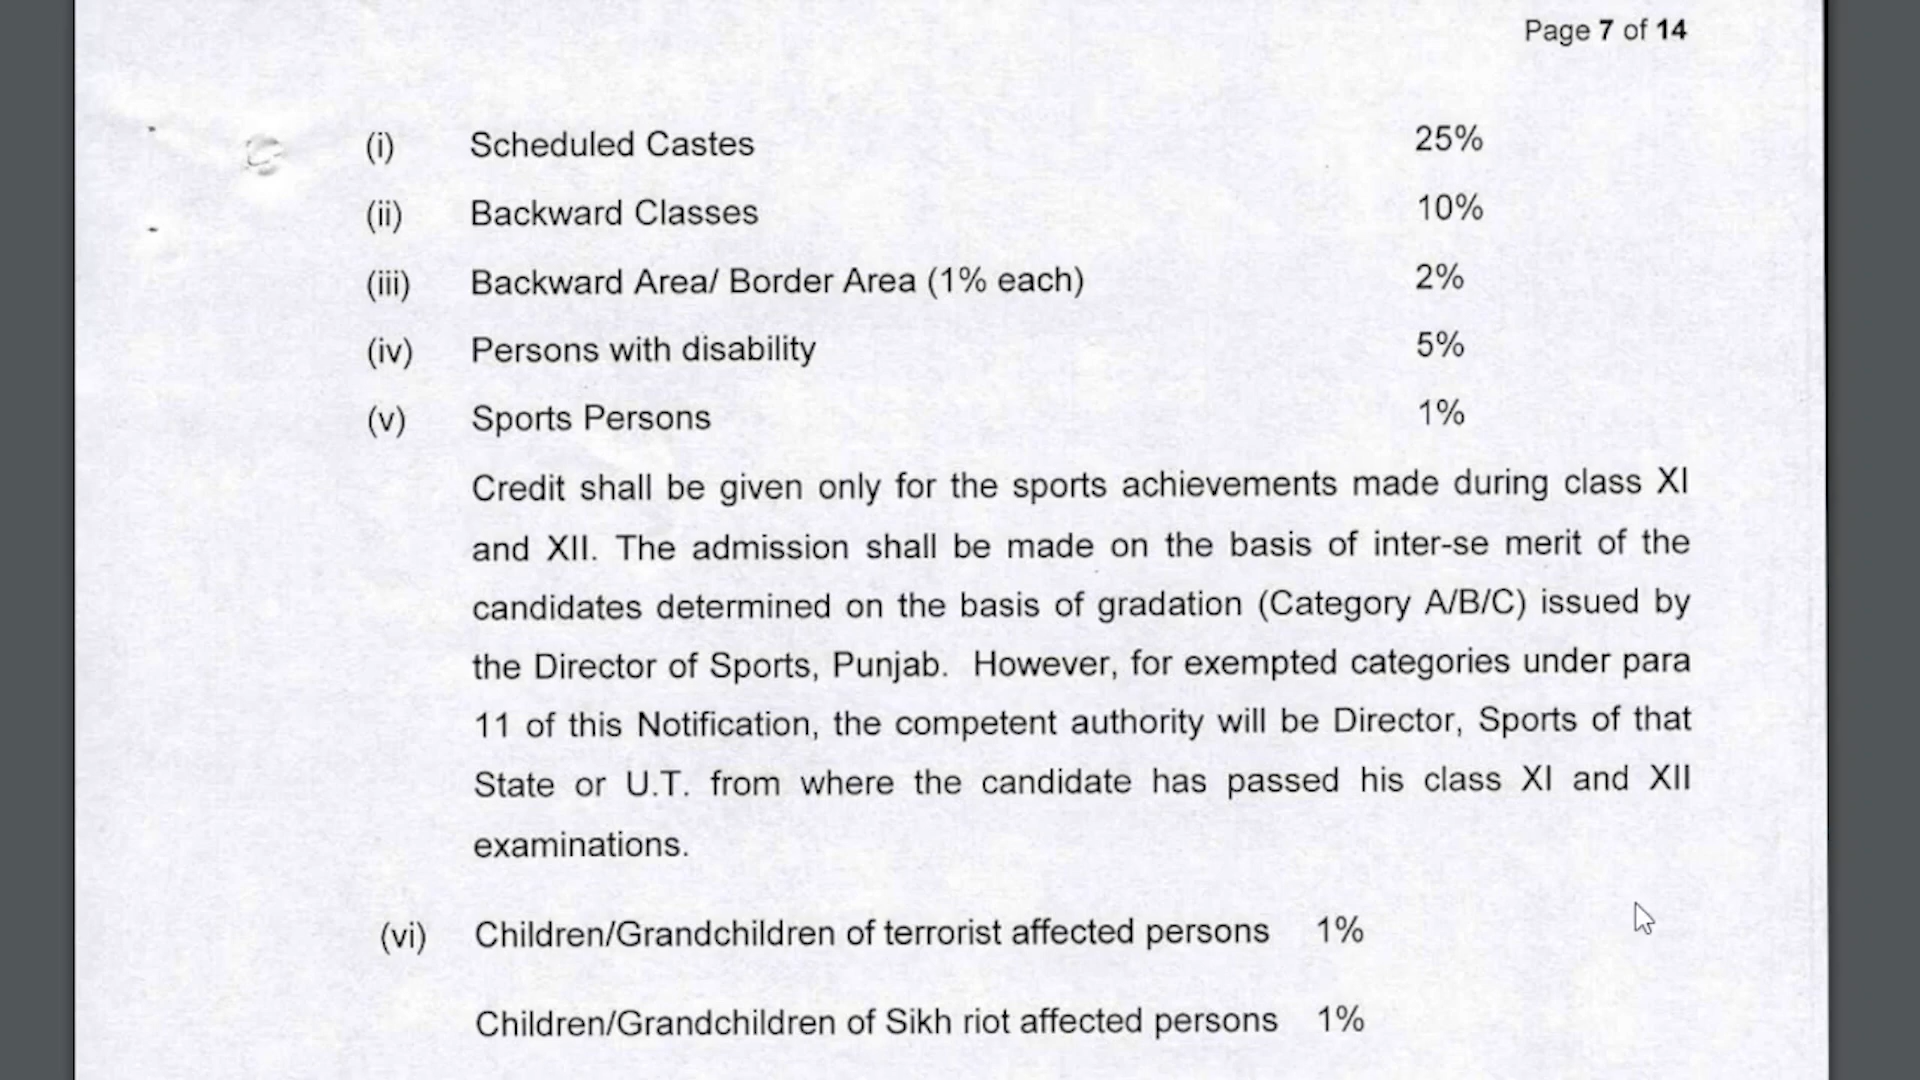 Page 7 of 14
(i) Scheduled Castes 25%
(ii) Backward Classes 10%
(iii) Backward Area/ Border Area (1% each) 2%
(iv) Persons with disability 5%
(v) Sports Persons 1%
Credit shall be given only for the sports achievements made during class XI
and XII. The admission shall be made on the basis of inter-se merit of the
candidates determined on the basis of gradation (Category A/B/C) issued by
the Director of Sports, Punjab. However, for exempted categories under para
11 of this Notification, the competent authority will be Director, Sports of that
State or U.T. from where the candidate has passed his class XI and XII
examinations.
(vi) Children/Grandchildren of terrorist affected persons 1%
Children/Grandchildren of Sikh riot affected persons 1%